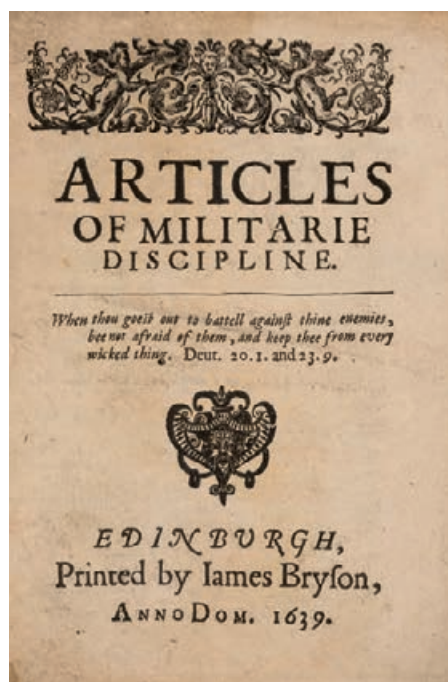 ARTICLES
OF MILITARIE
DISCIPLINE.
When thou goeſt out to battell againſt thine enemies,
bee not afraid of them, and keep thee from every
wicked thing. Deut. 20.1. and 23.9.
EDINBVRGH,
Printed by Iames Bryſon,
ANNO DOM. 1639.